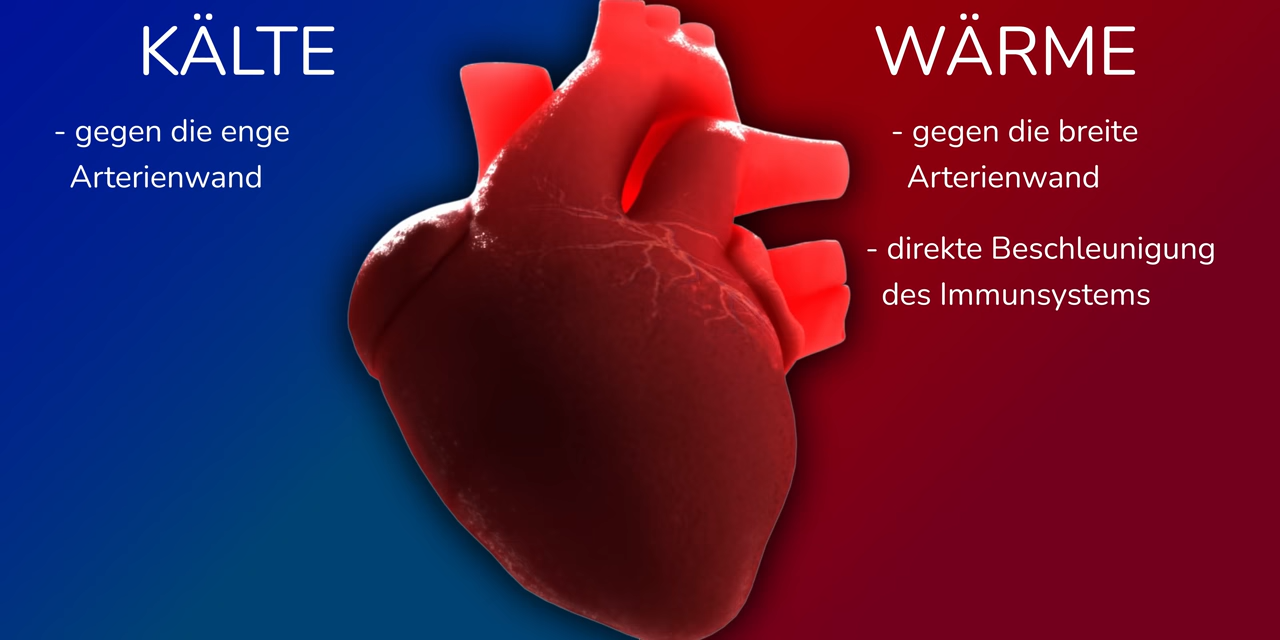 KÄLTE
- gegen die enge
Arterienwand
WÄRME
- gegen die breite
Arterienwand
- direkte Beschleunigung
des Immunsystems